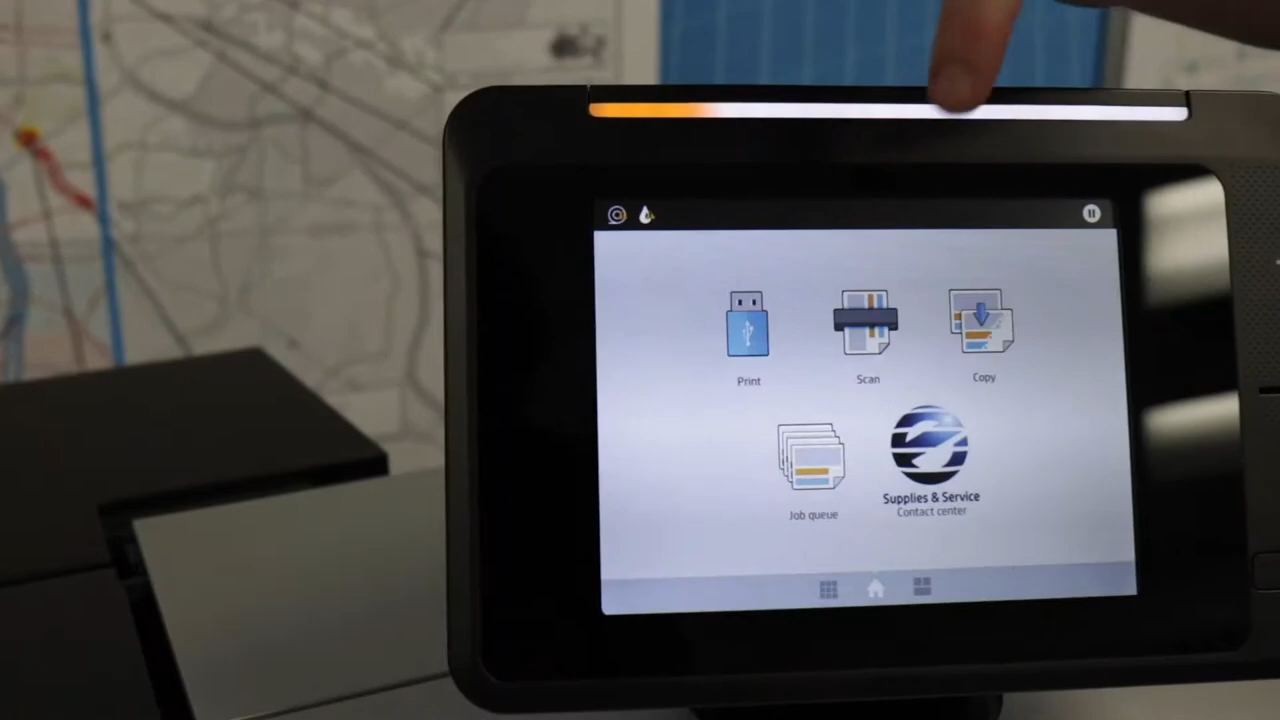 Print
Scan
Copy
Job queue
Supplies & Service
Contact center